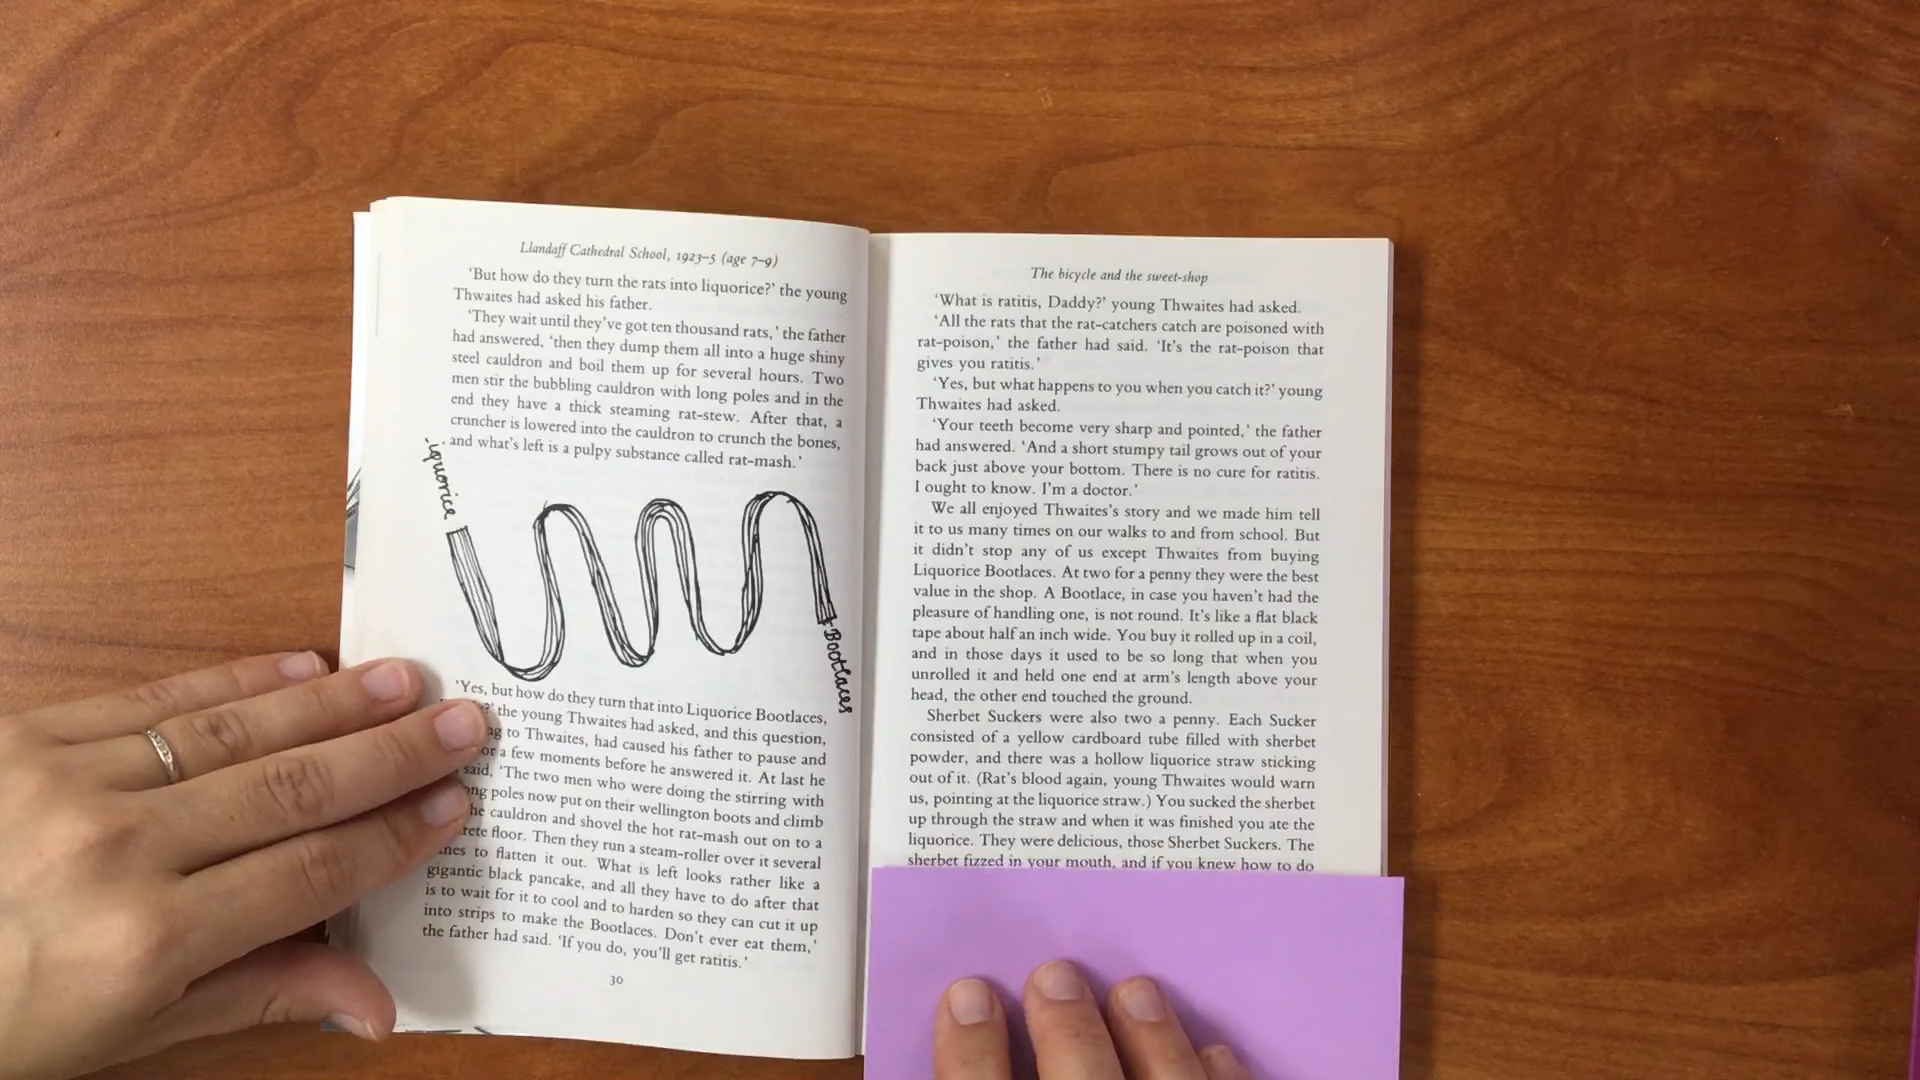 Llandaff Cathedral School, 1923–5 (age 7–9)
‘But how do they turn the rats into liquorice?’ the young
Thwaites had asked his father.
‘They wait until they’ve got ten thousand rats,’ the father
had answered, ‘then they dump them all into a huge shiny
steel cauldron and boil them up for several hours. Two
men stir the bubbling cauldron with long poles and in the
end they have a thick steaming rat-stew. After that, a
cruncher is lowered into the cauldron to crunch the bones,
and what’s left is a pulpy substance called rat-mash.’
iquorice
Bootlaces
‘Yes, but how do they turn that into Liquorice Bootlaces,
the young Thwaites had asked, and this question,
to Thwaites, had caused his father to pause and
or a few moments before he answered it. At last he
said, ‘The two men who were doing the stirring with
ong poles now put on their wellington boots and climb
he cauldron and shovel the hot rat-mash out on to a
rete floor. Then they run a steam-roller over it several
mes to flatten it out. What is left looks rather like a
gigantic black pancake, and all they have to do after that
is to wait for it to cool and to harden so they can cut it up
into strips to make the Bootlaces. Don’t ever eat them,’
the father had said. ‘If you do, you’ll get ratitis.’
30
The bicycle and the sweet-shop
‘What is ratitis, Daddy?’ young Thwaites had asked.
‘All the rats that the rat-catchers catch are poisoned with
rat-poison,’ the father had said. ‘It’s the rat-poison that
gives you ratitis.’
‘Yes, but what happens to you when you catch it?’ young
Thwaites had asked.
‘Your teeth become very sharp and pointed,’ the father
had answered. ‘And a short stumpy tail grows out of your
back just above your bottom. There is no cure for ratitis.
I ought to know. I’m a doctor.’
We all enjoyed Thwaites’s story and we made him tell
it to us many times on our walks to and from school. But
it didn’t stop any of us except Thwaites from buying
Liquorice Bootlaces. At two for a penny they were the best
value in the shop. A Bootlace, in case you haven’t had the
pleasure of handling one, is not round. It’s like a flat black
tape about half an inch wide. You buy it rolled up in a coil,
and in those days it used to be so long that when you
unrolled it and held one end at arm’s length above your
head, the other end touched the ground.
Sherbet Suckers were also two a penny. Each Sucker
consisted of a yellow cardboard tube filled with sherbet
powder, and there was a hollow liquorice straw sticking
out of it. (Rat’s blood again, young Thwaites would warn
us, pointing at the liquorice straw.) You sucked the sherbet
up through the straw and when it was finished you ate the
liquorice. They were delicious, those Sherbet Suckers. The
sherbet fizzed in your mouth, and if you knew how to do